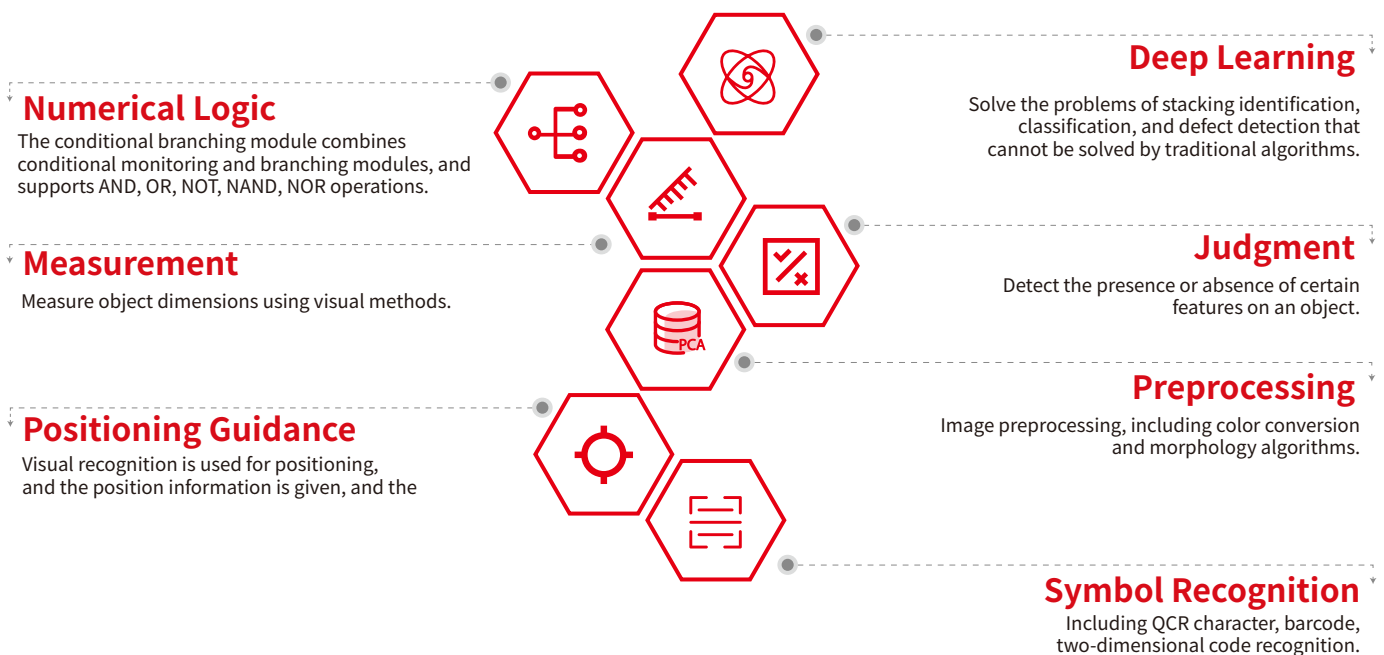 Deep Learning
Solve the problems of stacking identification,
classification, and defect detection that
cannot be solved by traditional algorithms.
Numerical Logic
The conditional branching module combines
conditional monitoring and branching modules, and
supports AND, OR, NOT, NAND, NOR operations.
Judgment
Detect the presence or absence of certain
features on an object.
Measurement
Measure object dimensions using visual methods.
PCA
Preprocessing
Image preprocessing, including color conversion
and morphology algorithms.
Positioning Guidance
Visual recognition is used for positioning,
and the position information is given, and the
Symbol Recognition
Including QCR character, barcode,
two-dimensional code recognition.